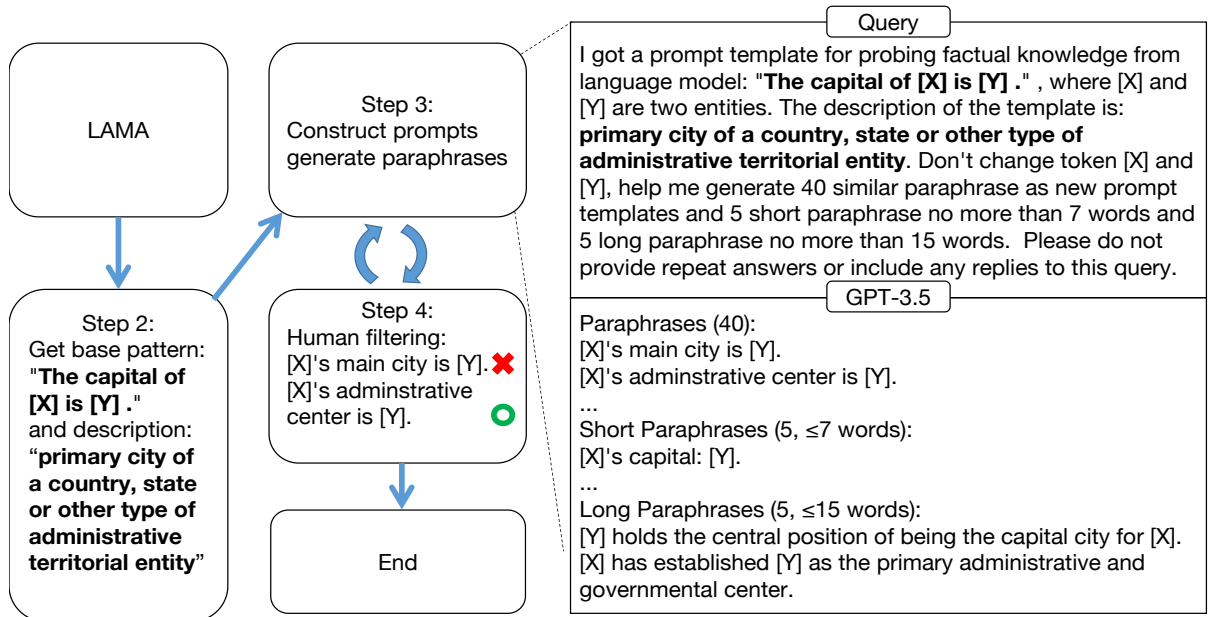 LAMA
Step 2:
Get base pattern:
"The capital of
[X] is [Y] ."
and description:
“primary city of
a country, state
or other type of
administrative
territorial entity”
Step 3:
Construct prompts
generate paraphrases
Step 4:
Human filtering:
[X]'s main city is [Y].
[X]'s adminstrative
center is [Y].
End
Query
I got a prompt template for probing factual knowledge from
language model: "The capital of [X] is [Y] ." , where [X] and
[Y] are two entities. The description of the template is:
primary city of a country, state or other type of
administrative territorial entity. Don't change token [X] and
[Y], help me generate 40 similar paraphrase as new prompt
templates and 5 short paraphrase no more than 7 words and
5 long paraphrase no more than 15 words. Please do not
provide repeat answers or include any replies to this query.
GPT-3.5
Paraphrases (40):
[X]'s main city is [Y].
[X]'s adminstrative center is [Y].
...
Short Paraphrases (5, ≤7 words):
[X]'s capital: [Y].
...
Long Paraphrases (5, ≤15 words):
[Y] holds the central position of being the capital city for [X].
[X] has established [Y] as the primary administrative and
governmental center.